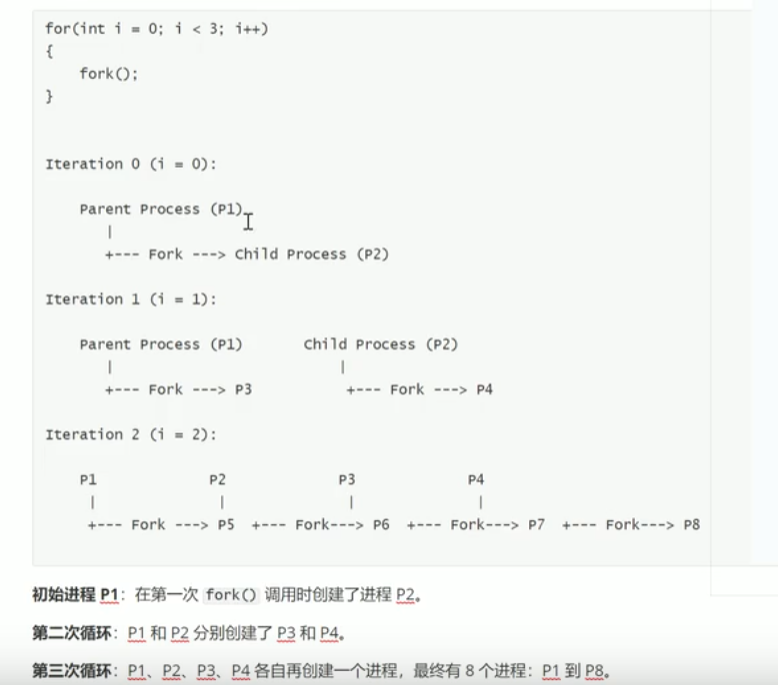 for(int i = 0; i < 3; i++)
{
    fork();
}
Iteration 0 (i = 0):
    Parent Process (P1)
       |
       +--- Fork ---> Child Process (P2)
Iteration 1 (i = 1):
    Parent Process (P1)        Child Process (P2)
       |                              |
       +--- Fork ---> P3            +--- Fork ---> P4
Iteration 2 (i = 2):
    P1               P2               P3               P4
     |                |                |                |
     +--- Fork ---> P5  +--- Fork---> P6  +--- Fork---> P7  +--- Fork---> P8
初始进程 P1：在第一次 fork() 调用时创建了进程 P2。
第二次循环：P1 和 P2 分别创建了 P3 和 P4。
第三次循环：P1、P2、P3、P4 各自再创建一个进程，最终有 8 个进程：P1 到 P8。